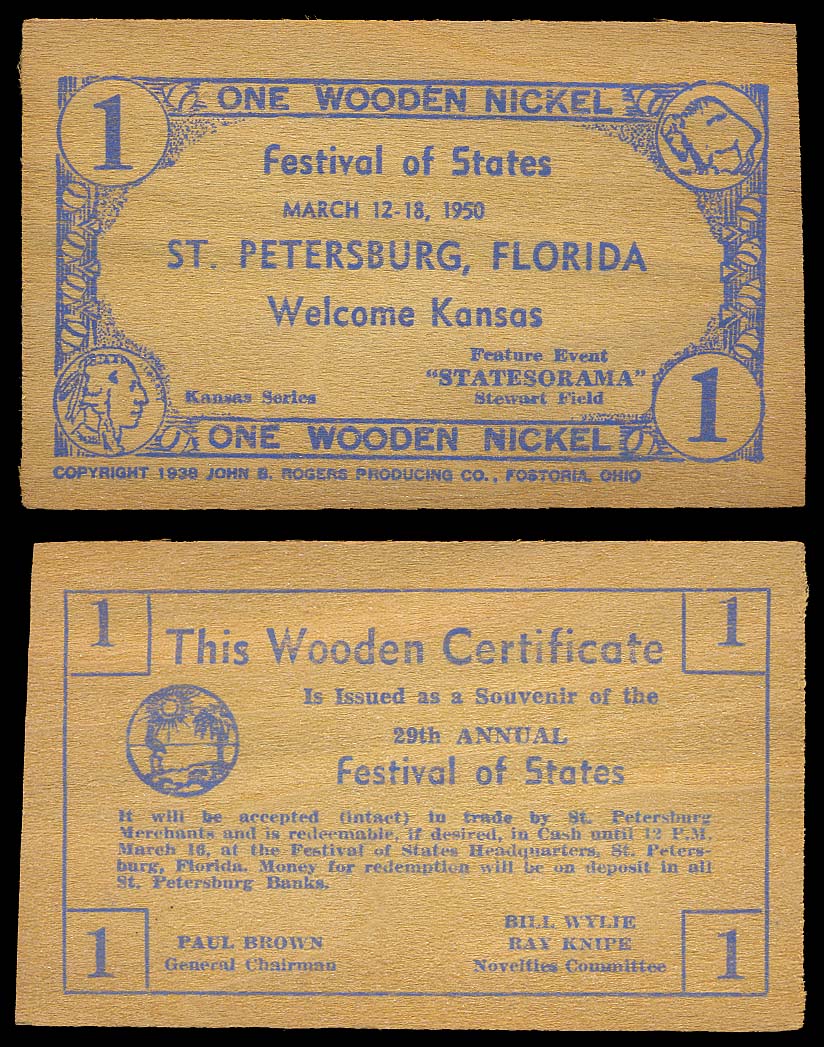 1
ONE WOODEN NICKEL
Festival of States
MARCH 12-18, 1950
ST. PETERSBURG, FLORIDA
Welcome Kansas
Feature Event
"STATESORAMA"
Kansas Series
Stewart Field
ONE WOODEN NICKEL
1
COPYRIGHT 1938 JOHN B. ROGERS PRODUCING CO., FOSTORIA, OHIO
1
1
This Wooden Certificate
Is Issued as a Souvenir of the
29th ANNUAL
Festival of States
It will be accepted (intact) in trade by St. Petersburg
Merchants and is redeemable, if desired, in Cash until 12 P.M.
March 16, at the Festival of States Headquarters, St. Peters-
burg, Florida. Money for redemption will be on deposit in all
St. Petersburg Banks.
BILL WYLIE
PAUL BROWN
RAY KNIPE
General Chairman
Novelties Committee
1
1